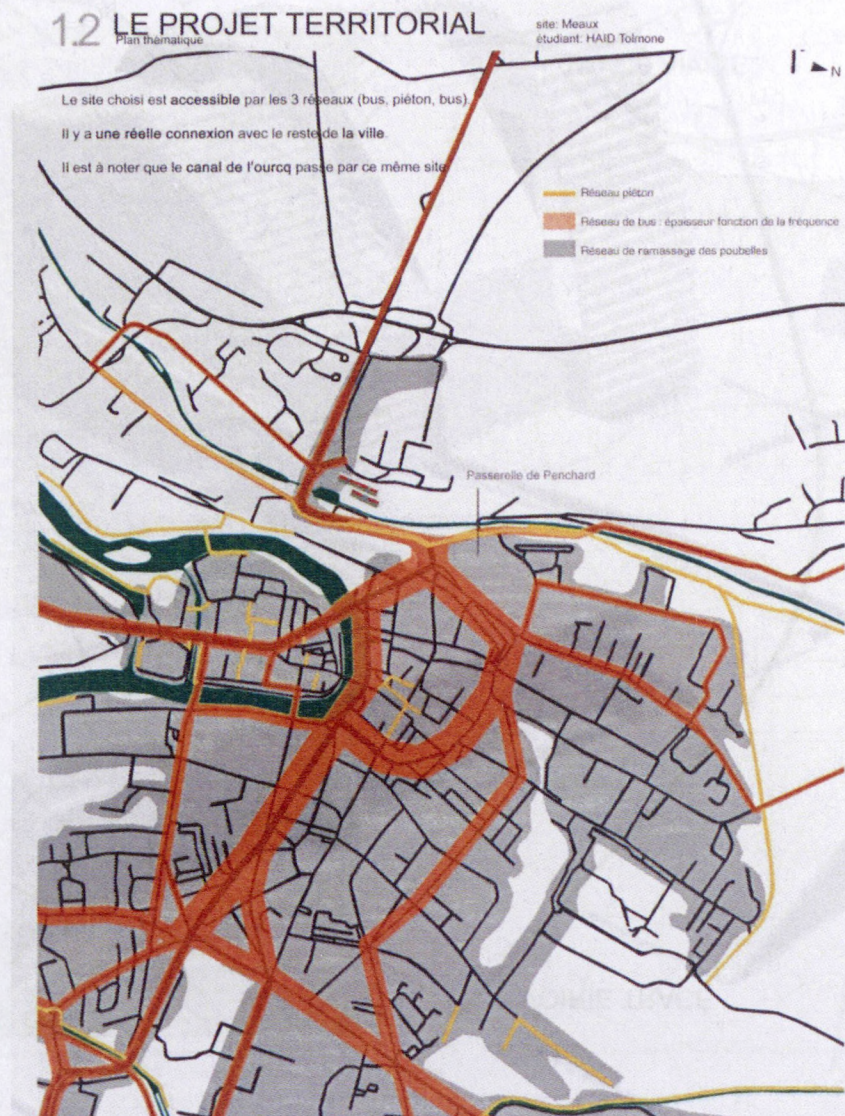 1.2 LE PROJET TERRITORIAL
Plan thématique
site: Meaux
étudiant: HAID Tolmone
N
Le site choisi est accessible par les 3 réseaux (bus, piéton, bus).
Il y a une réelle connexion avec le reste de la ville.
Il est à noter que le canal de l'ourcq passe par ce même site
Réseau piéton
Réseau de bus : épaisseur fonction de la fréquence
Réseau de ramassage des poubelles
Passerelle de Penchard